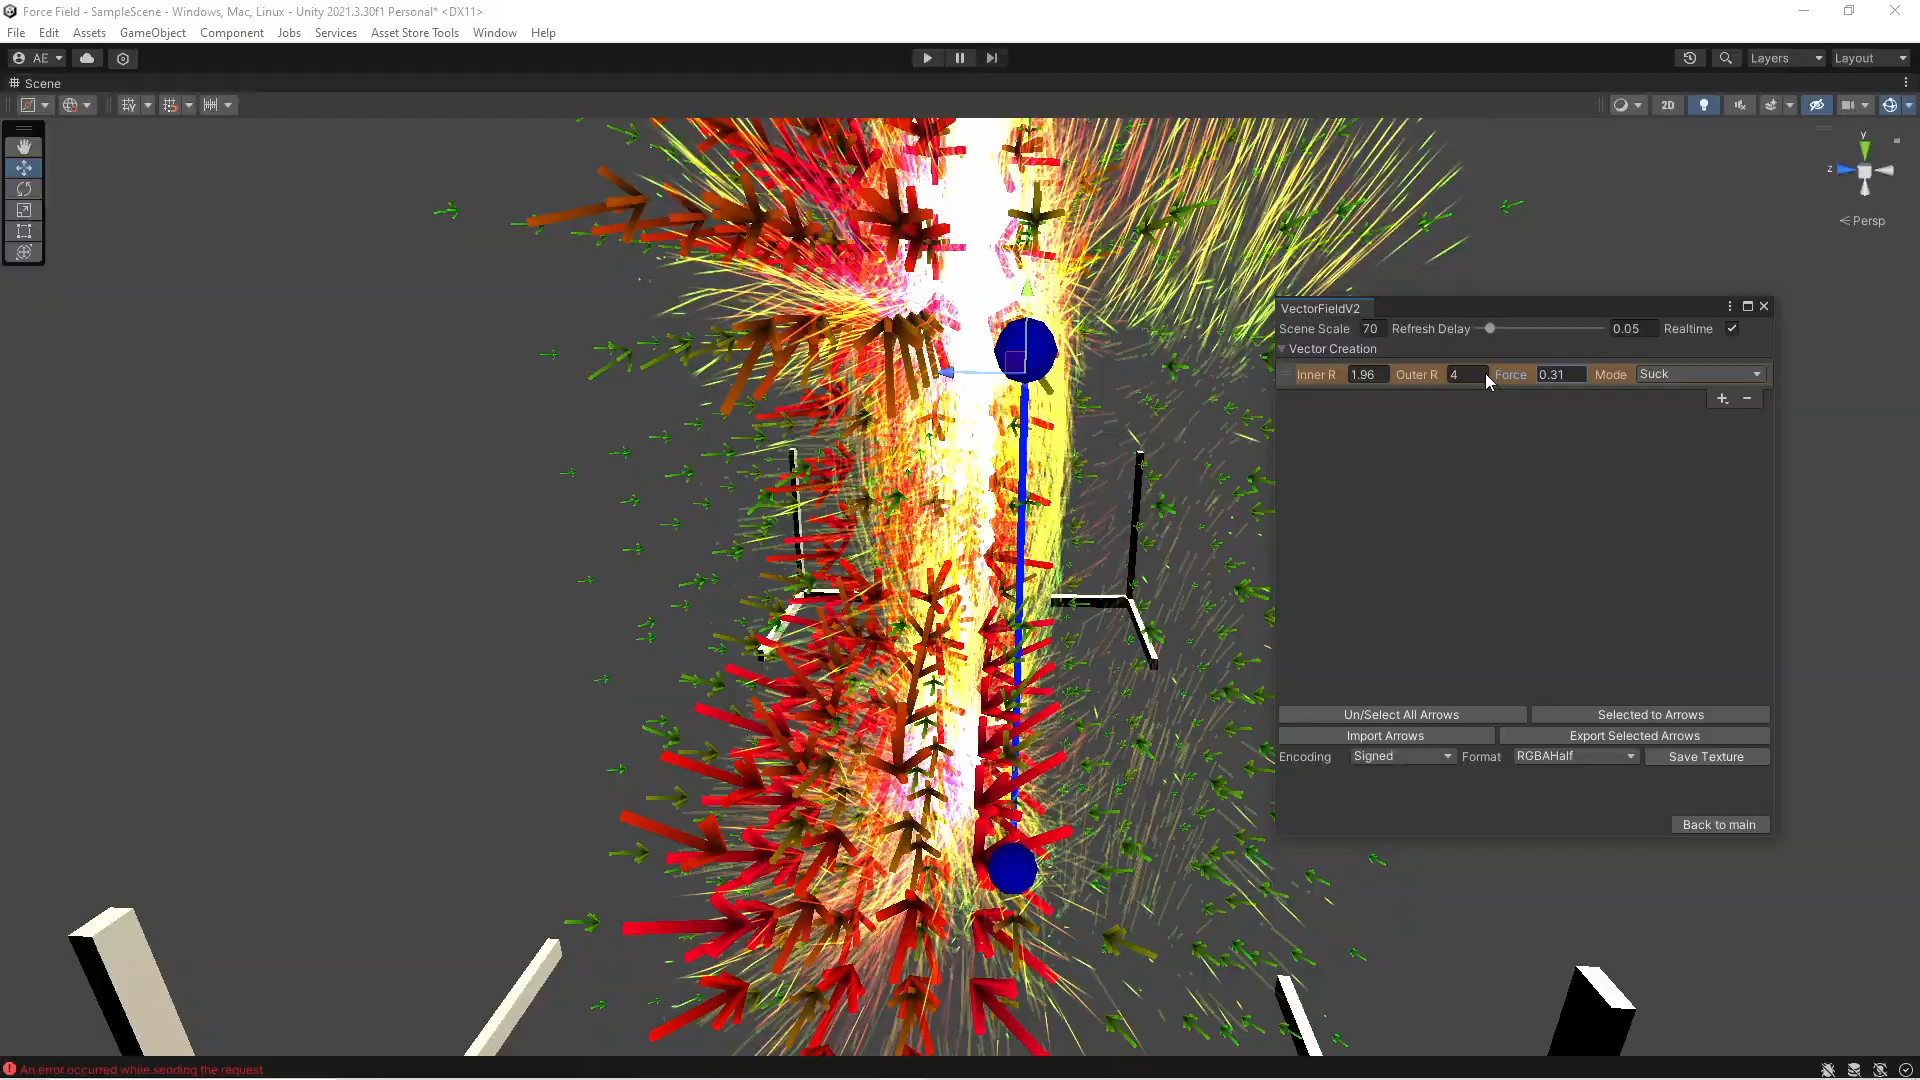 Force Field - SampleScene - Windows, Mac, Linux - Unity 2021.3.30f1 Personal* <DX11>
File Edit Assets GameObject Component Jobs Services Asset Store Tools Window Help
AE Layers Layout
Scene
2D
y
z
Persp
VectorFieldV2
Scene Scale 70 Refresh Delay 0.05 Realtime
Vector Creation
Inner R 1.96 Outer R 4 Force 0.31 Mode Suck
Un/Select All Arrows Selected to Arrows
Import Arrows Export Selected Arrows
Encoding Signed Format RGBAHalf Save Texture
Back to main
An error occurred while sending the request